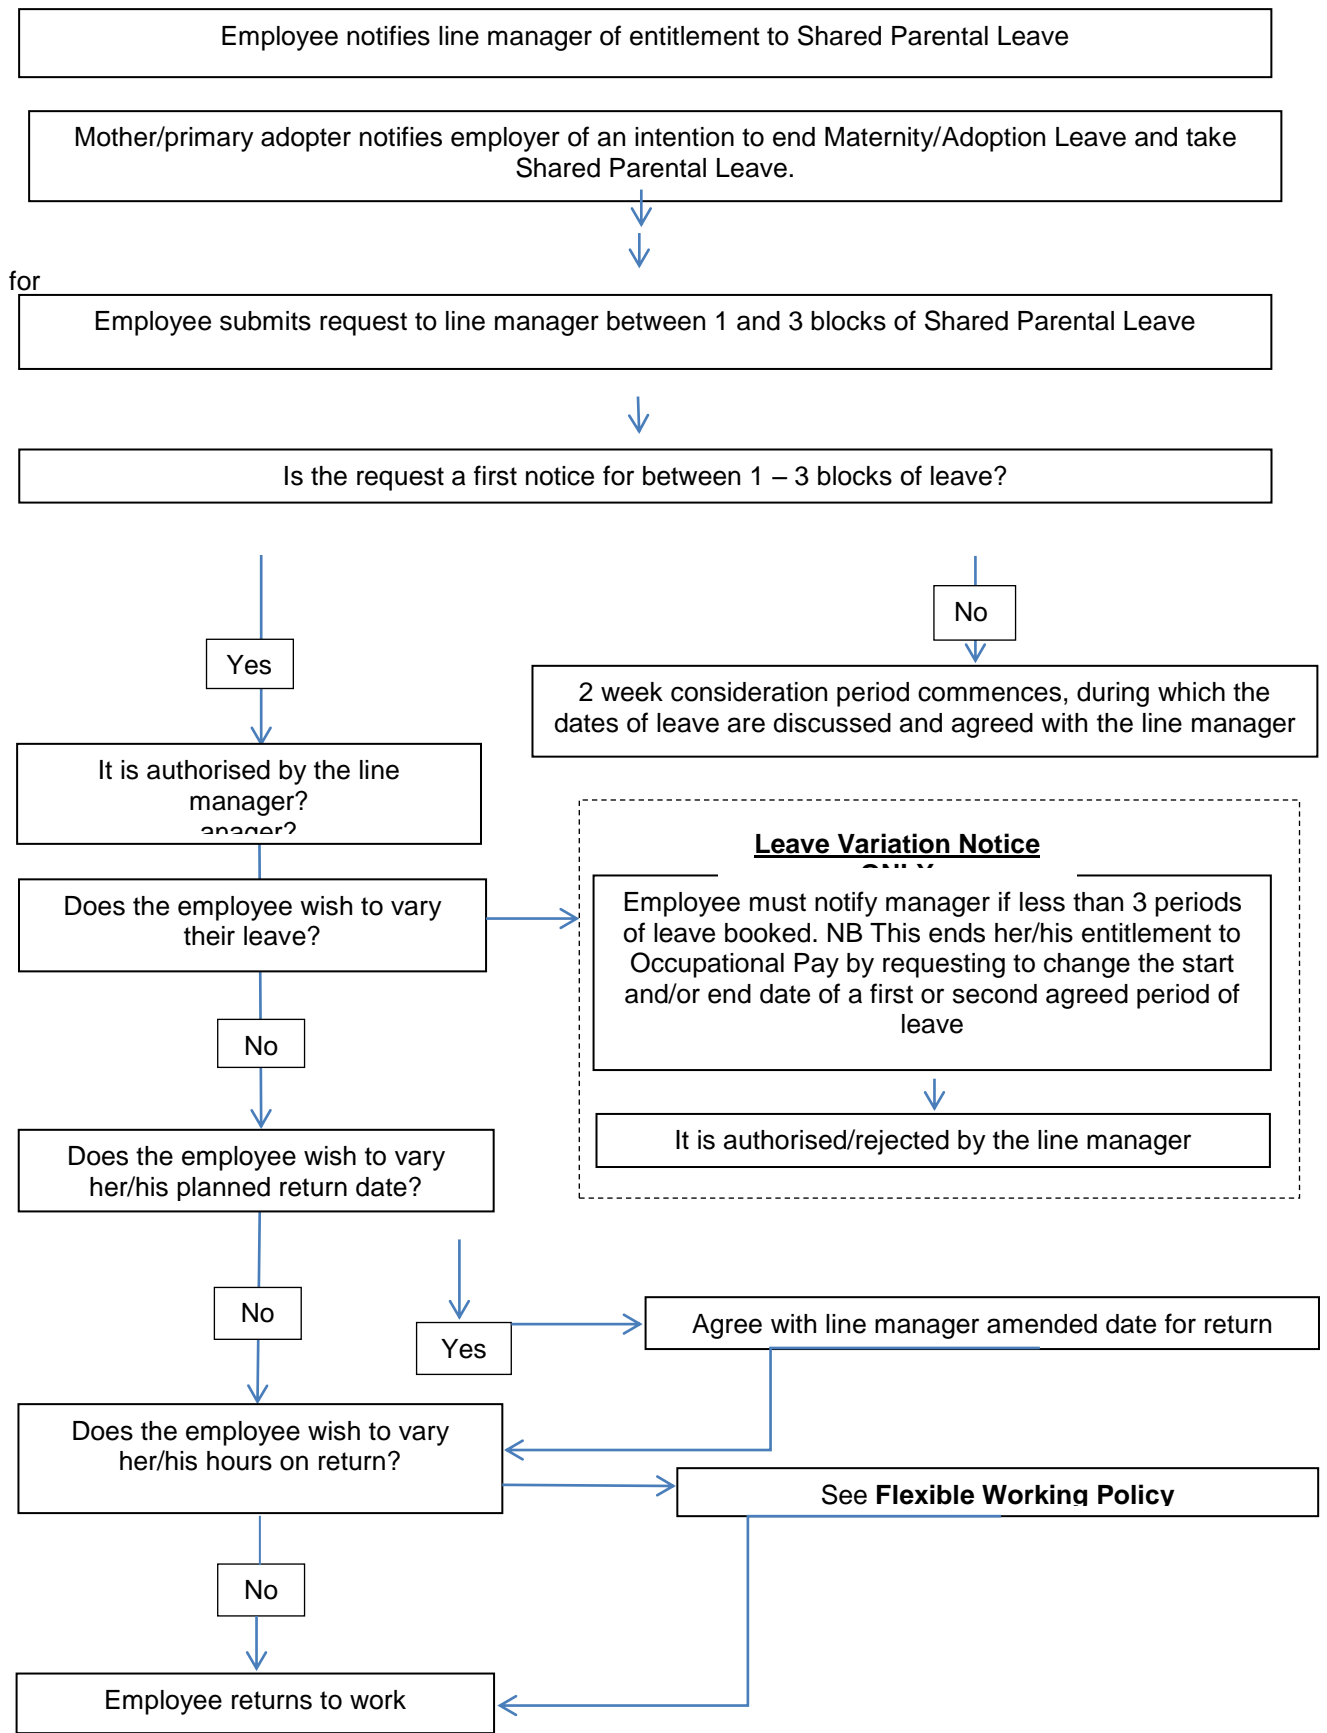 Employee notifies line manager of entitlement to Shared Parental Leave
Mother/primary adopter notifies employer of an intention to end Maternity/Adoption Leave and take
Shared Parental Leave.
for
Employee submits request to line manager between 1 and 3 blocks of Shared Parental Leave
Is the request a first notice for between 1 – 3 blocks of leave?
No
Yes
2 week consideration period commences, during which the
dates of leave are discussed and agreed with the line manager
It is authorised by the line
manager?
anager?
Leave Variation Notice
ONLY
Does the employee wish to vary
their leave?
Employee must notify manager if less than 3 periods
of leave booked. NB This ends her/his entitlement to
Occupational Pay by requesting to change the start
and/or end date of a first or second agreed period of
leave
No
It is authorised/rejected by the line manager
Does the employee wish to vary
her/his planned return date?
No
Yes
Agree with line manager amended date for return
Does the employee wish to vary
her/his hours on return?
See Flexible Working Policy
No
Employee returns to work